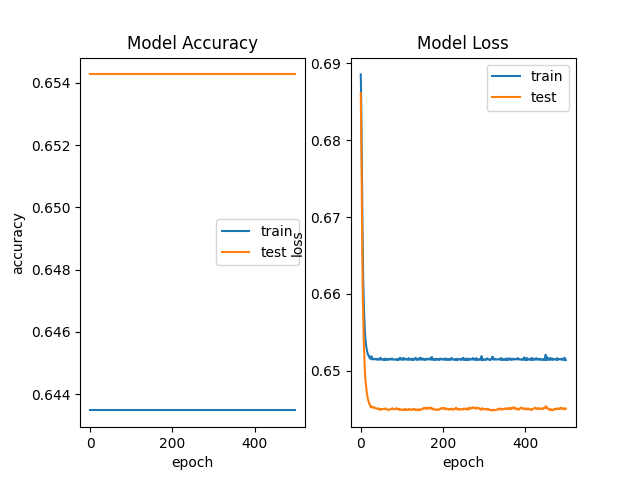 Model Accuracy
accuracy
0.654
0.652
0.650
0.648
0.646
0.644
0
200
400
epoch
train
test
Model Loss
loss
0.69
0.68
0.67
0.66
0.65
0
200
400
epoch
train
test